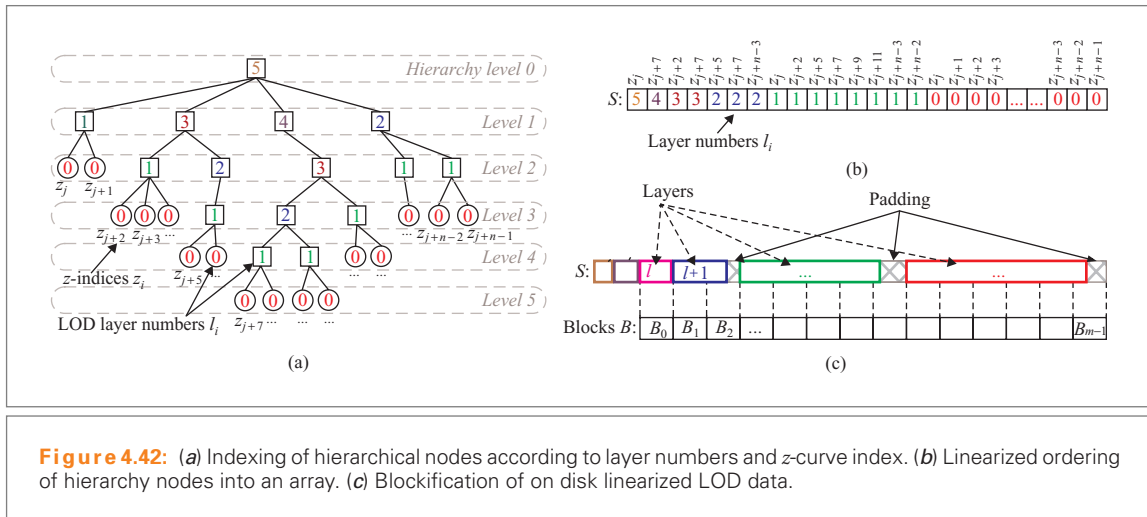 5
Hierarchy level 0
1 3 4 2
Level 1
0 0 1 2 3 1 1
Level 2
z_j z_{j+1}
0 0 0 1 2 1 0 0 0
Level 3
z_{j+2} z_{j+3} ... ... z_{j+n-2} z_{j+n-1}
0 0 1 1 0 0
Level 4
z-indices z_i
z_{j+5} ... ... ...
0 0 0 0
Level 5
LOD layer numbers l_i
z_{j+7} ... ... ...
(a)
z_j z_{j+7} z_{j+2} z_{j+7} z_{j+5} z_{j+7} z_{j+n-3} z_j z_{j+2} z_{j+5} z_{j+7} z_{j+9} z_{j+11} z_{j+n-3} z_{j+n-2} z_j z_{j+1} z_{j+2} z_{j+3} z_{j+n-3} z_{j+n-2} z_{j+n-1}
S: 5 4 3 3 2 2 2 1 1 1 1 1 1 1 1 0 0 0 0 ... ... 0 0 0
Layer numbers l_i
(b)
Layers
Padding
S: l l+1 ... ...
Blocks B: B_0 B_1 B_2 ... B_{m-1}
(c)
Figure 4.42: (a) Indexing of hierarchical nodes according to layer numbers and z-curve index. (b) Linearized ordering
of hierarchy nodes into an array. (c) Blockification of on disk linearized LOD data.